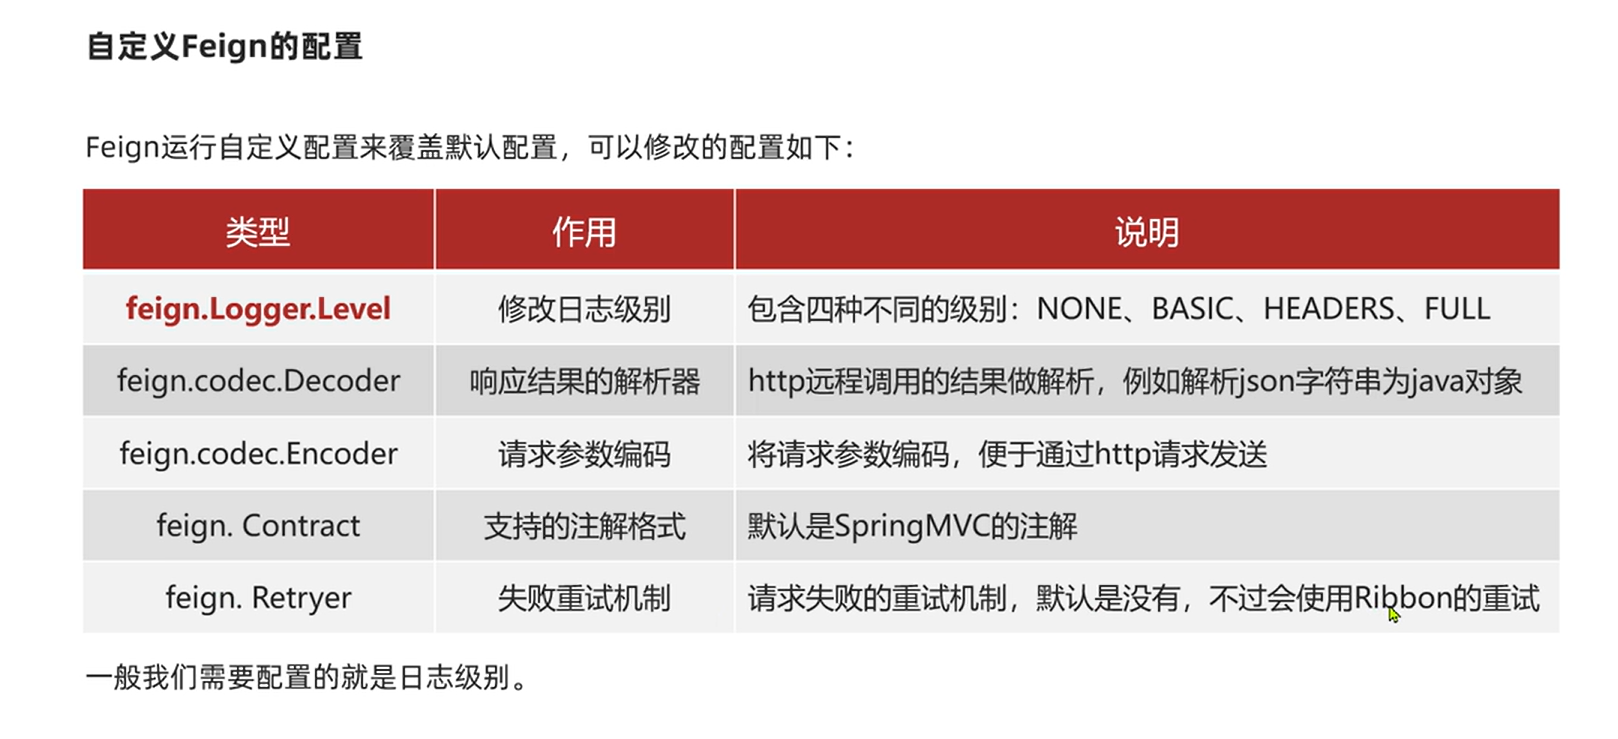 自定义Feign的配置
Feign运行自定义配置来覆盖默认配置，可以修改的配置如下：
类型 作用 说明
feign.Logger.Level 修改日志级别 包含四种不同的级别：NONE、BASIC、HEADERS、FULL
feign.codec.Decoder 响应结果的解析器 http远程调用的结果做解析，例如解析json字符串为java对象
feign.codec.Encoder 请求参数编码 将请求参数编码，便于通过http请求发送
feign. Contract 支持的注解格式 默认是SpringMVC的注解
feign. Retryer 失败重试机制 请求失败的重试机制，默认是没有，不过会使用Ribbon的重试
一般我们需要配置的就是日志级别。